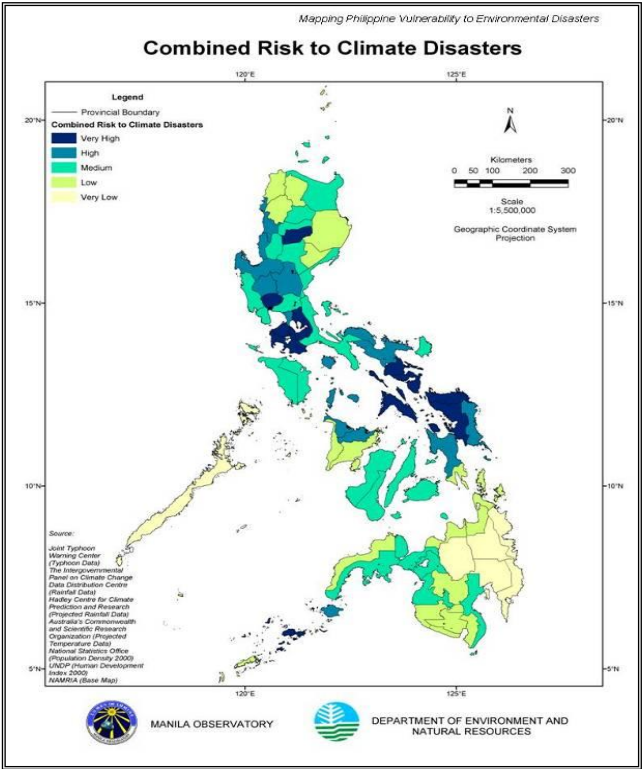 Mapping Philippine Vulnerability to Environmental Disasters
Combined Risk to Climate Disasters
120°E
125°E
Legend
Provincial Boundary
Combined Risk to Climate Disasters
Very High
High
Medium
Low
Very Low
20°N
20°N
N
Kilometers
0 50 100 200 300
Scale
1:5,500,000
Geographic Coordinate System
Projection
15°N
15°N
10°N
10°N
Source:
Joint Typhoon
Warning Center
(Typhoon Data)
The Intergovernmental
Panel on Climate Change
Data Distribution Centre
(Rainfall Data)
Hadley Centre for Climate
Prediction and Research
(Projected Rainfall Data)
Australia's Commonwealth
and Scientific Research
Organization (Projected
Temperature Data)
National Statistics Office
(Population Density 2000)
UNDP (Human Development
Index 2000)
NAMRIA (Base Map)
5°N
5°N
120°E
125°E
MANILA OBSERVATORY
DEPARTMENT OF ENVIRONMENT AND
NATURAL RESOURCES